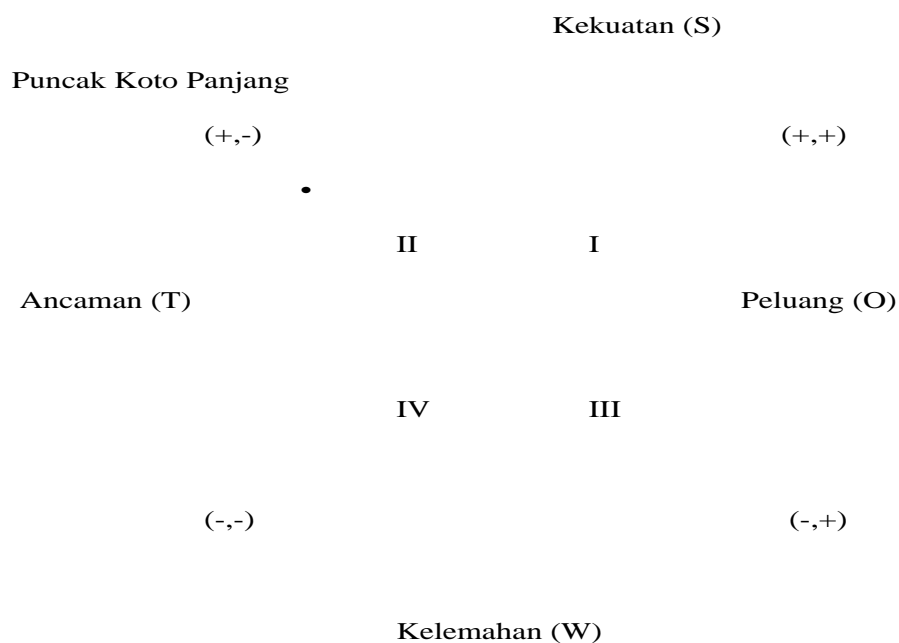 Kekuatan (S)
Puncak Koto Panjang
(+,-) (+,+)
•
II I
Ancaman (T) Peluang (O)
IV III
(-,-) (-,+)
Kelemahan (W)